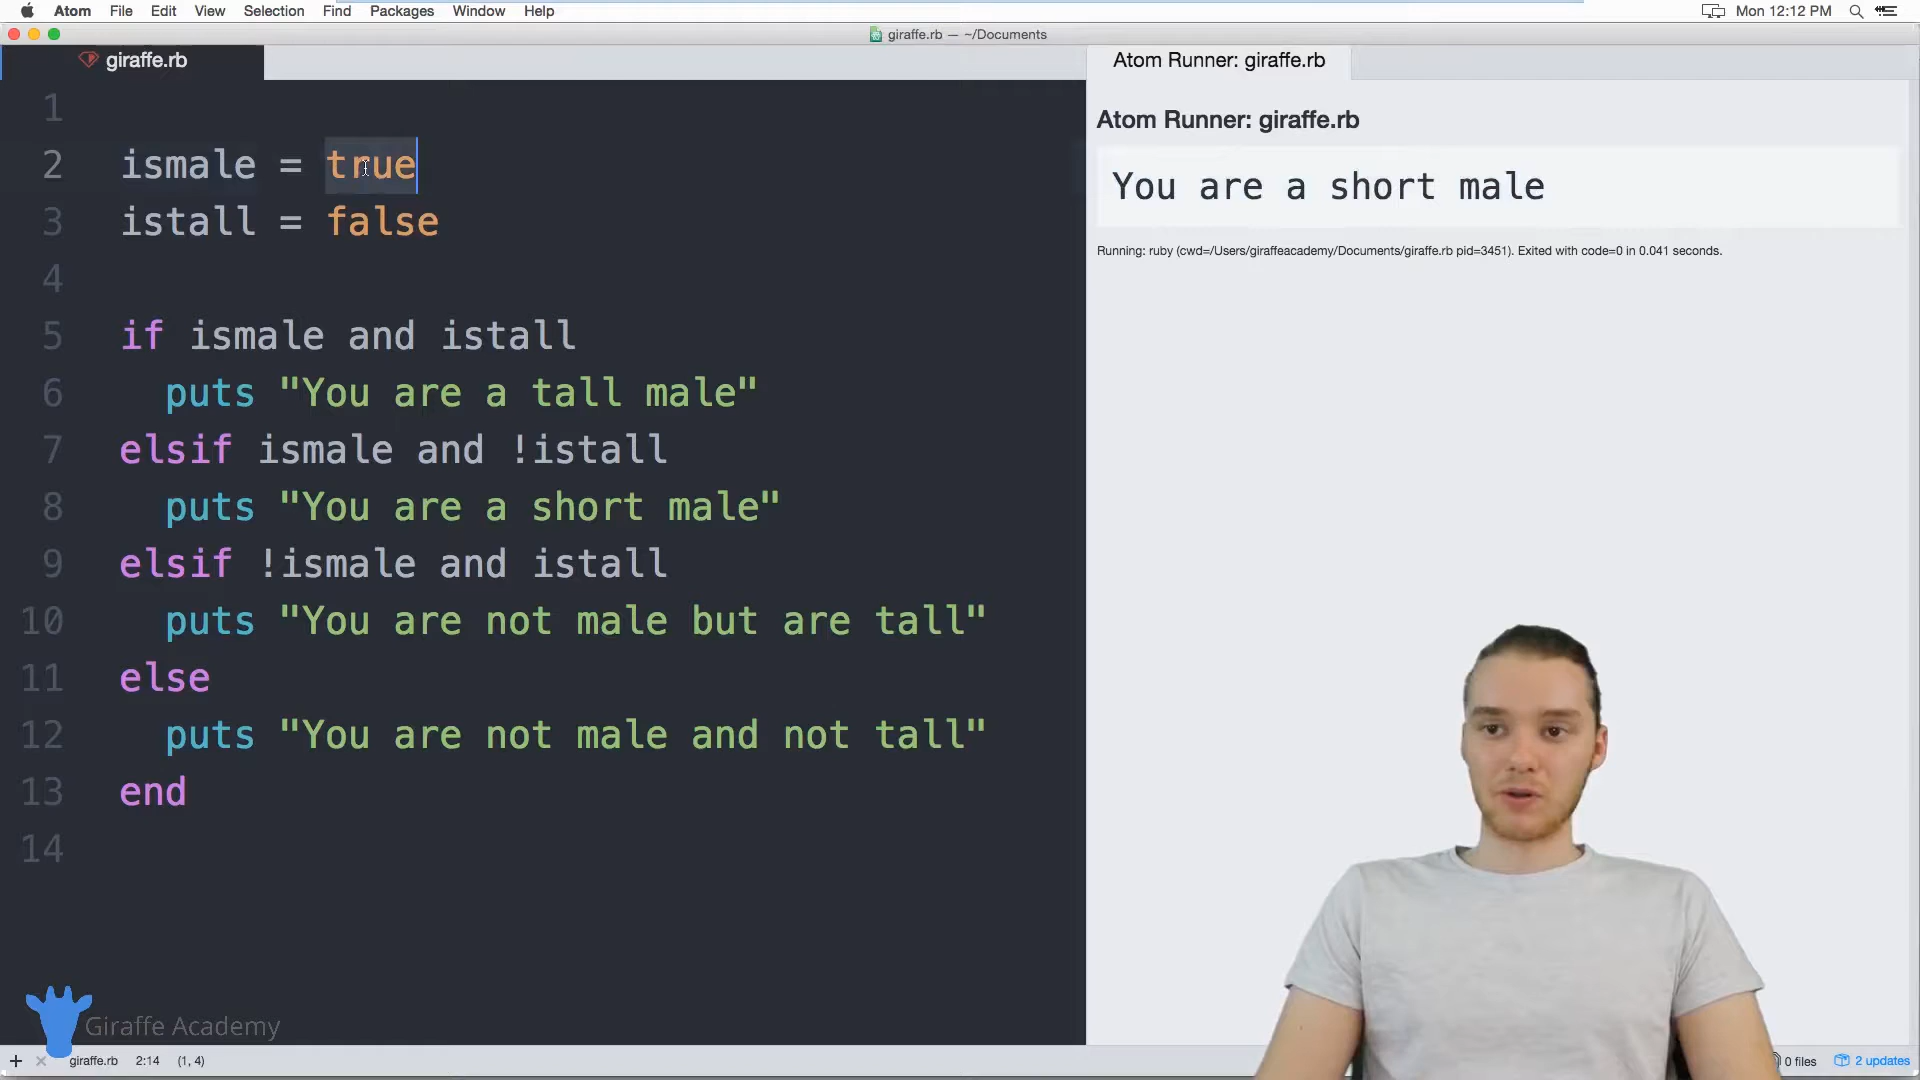 Atom File Edit View Selection Find Packages Window Help Mon 12:12 PM
giraffe.rb — ~/Documents
giraffe.rb
Atom Runner: giraffe.rb
1
2 ismale = true
3 istall = false
4
5 if ismale and istall
6 puts "You are a tall male"
7 elsif ismale and !istall
8 puts "You are a short male"
9 elsif !ismale and istall
10 puts "You are not male but are tall"
11 else
12 puts "You are not male and not tall"
13 end
14
Atom Runner: giraffe.rb
You are a short male
Running: ruby (cwd=/Users/giraffeacademy/Documents/giraffe.rb pid=3451). Exited with code=0 in 0.041 seconds.
Giraffe Academy
giraffe.rb 2:14 (1, 4) 0 files 2 updates